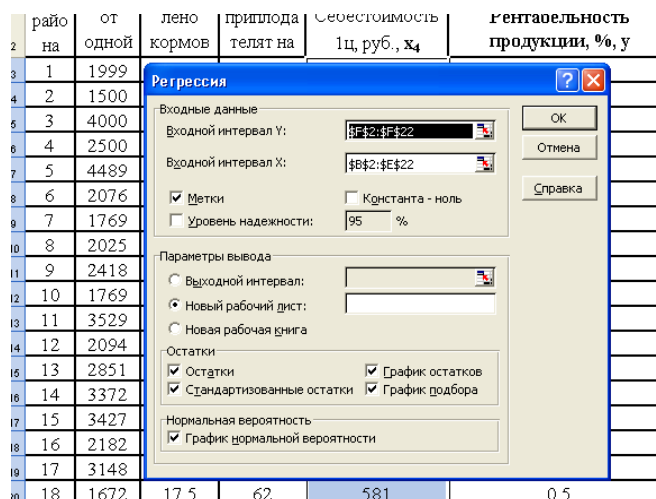 райо от лено приплода Себестоимость Рентабельность
2 на одной кормов телят на 1ц, руб., x₄ продукции, %, y
3 1 1999
4 2 1500
5 3 4000
6 4 2500
7 5 4489
8 6 2076
9 7 1769
10 8 2025
11 9 2418
12 10 1769
13 11 3529
14 12 2094
15 13 2851
16 14 3372
17 15 3427
18 16 2182
19 17 3148
20 18 1672 17.5 62 581 0.5
Регрессия
Входные данные
Входной интервал Y: $F$2:$F$22
Входной интервал X: $B$2:$E$22
Метки Константа - ноль
Уровень надежности: 95 %
OK
Отмена
Справка
Параметры вывода
Выходной интервал:
Новый рабочий лист:
Новая рабочая книга
Остатки
Остатки График остатков
Стандартизованные остатки График подбора
Нормальная вероятность
График нормальной вероятности